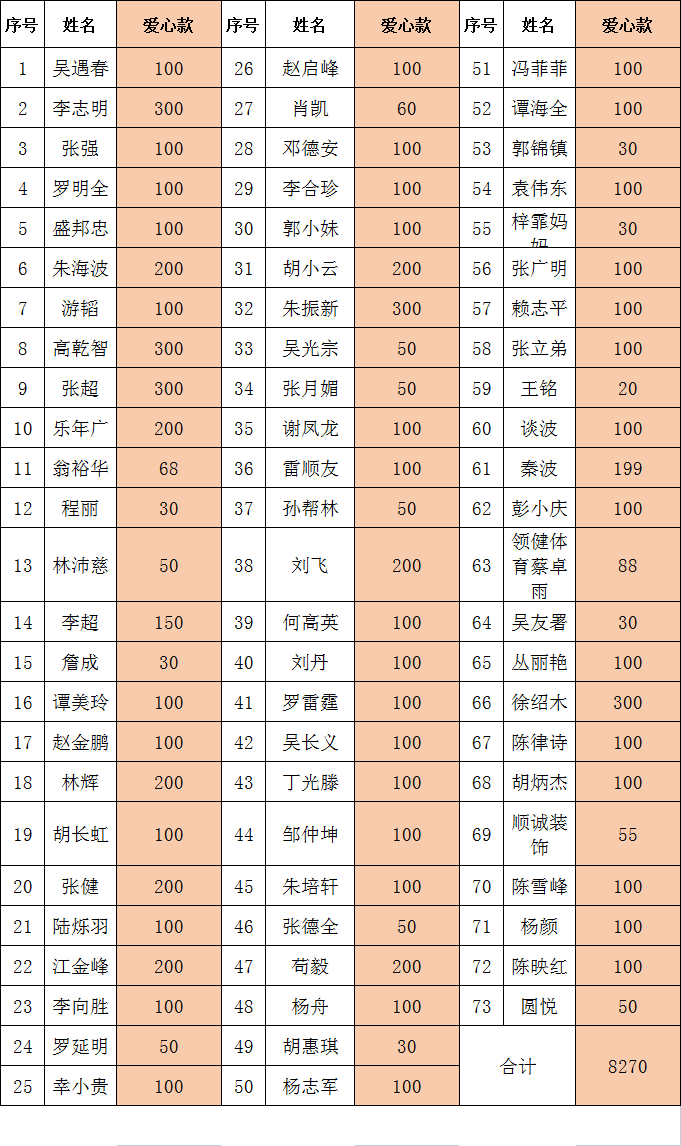 序号 姓名 爱心款 序号 姓名 爱心款 序号 姓名 爱心款
1 吴遇春 100 26 赵启峰 100 51 冯菲菲 100
2 李志明 300 27 肖凯 60 52 谭海全 100
3 张强 100 28 邓德安 100 53 郭锦镇 30
4 罗明全 100 29 李合珍 100 54 袁伟东 100
5 盛邦忠 100 30 郭小妹 100 55 梓霏妈妈 30
6 朱海波 200 31 胡小云 200 56 张广明 100
7 游韬 100 32 朱振新 300 57 赖志平 100
8 高乾智 300 33 吴光宗 50 58 张立弟 100
9 张超 300 34 张月媚 50 59 王铭 20
10 乐年广 200 35 谢凤龙 100 60 谈波 100
11 翁裕华 68 36 雷顺友 100 61 秦波 199
12 程丽 30 37 孙帮林 50 62 彭小庆 100
13 林沛慈 50 38 刘飞 200 63 领健体育蔡卓雨 88
14 李超 150 39 何高英 100 64 吴友署 30
15 詹成 30 40 刘丹 100 65 丛丽艳 100
16 谭美玲 100 41 罗雷霆 100 66 徐绍木 300
17 赵金鹏 100 42 吴长义 100 67 陈律诗 100
18 林辉 200 43 丁光滕 100 68 胡炳杰 100
19 胡长虹 100 44 邹仲坤 100 69 顺诚装饰 55
20 张健 200 45 朱培轩 100 70 陈雪峰 100
21 陆烁羽 100 46 张德全 50 71 杨颜 100
22 江金峰 200 47 苟毅 200 72 陈映红 100
23 李向胜 100 48 杨舟 100 73 圆悦 50
24 罗延明 50 49 胡惠琪 30 合计 8270
25 幸小贵 100 50 杨志军 100